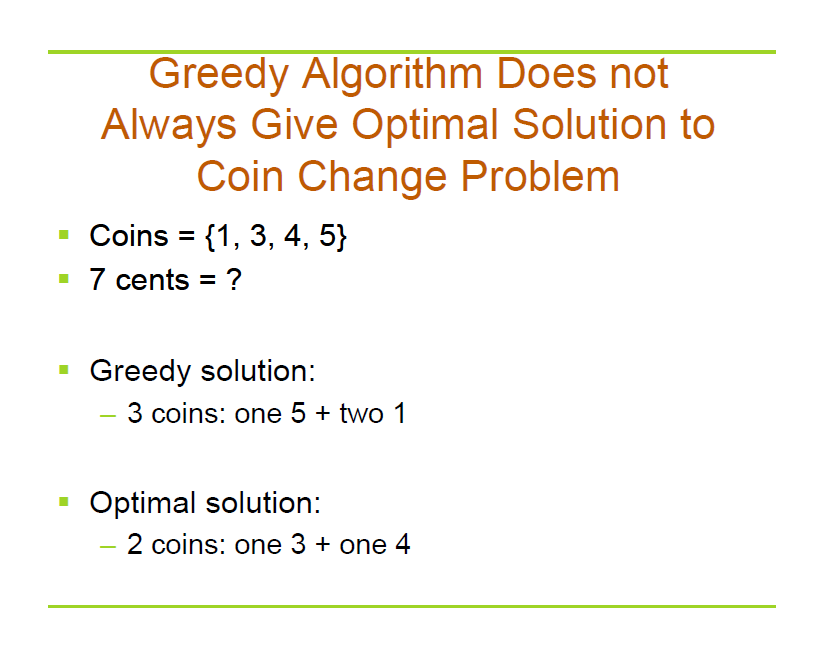 Greedy Algorithm Does not
Always Give Optimal Solution to
Coin Change Problem
▪ Coins = {1, 3, 4, 5}
▪ 7 cents = ?
▪ Greedy solution:
– 3 coins: one 5 + two 1
▪ Optimal solution:
– 2 coins: one 3 + one 4